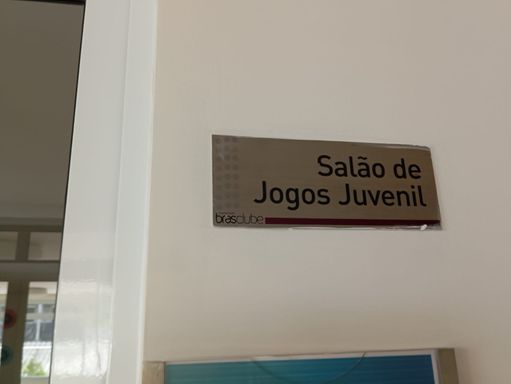 Salão de
Jogos Juvenil
brasclube